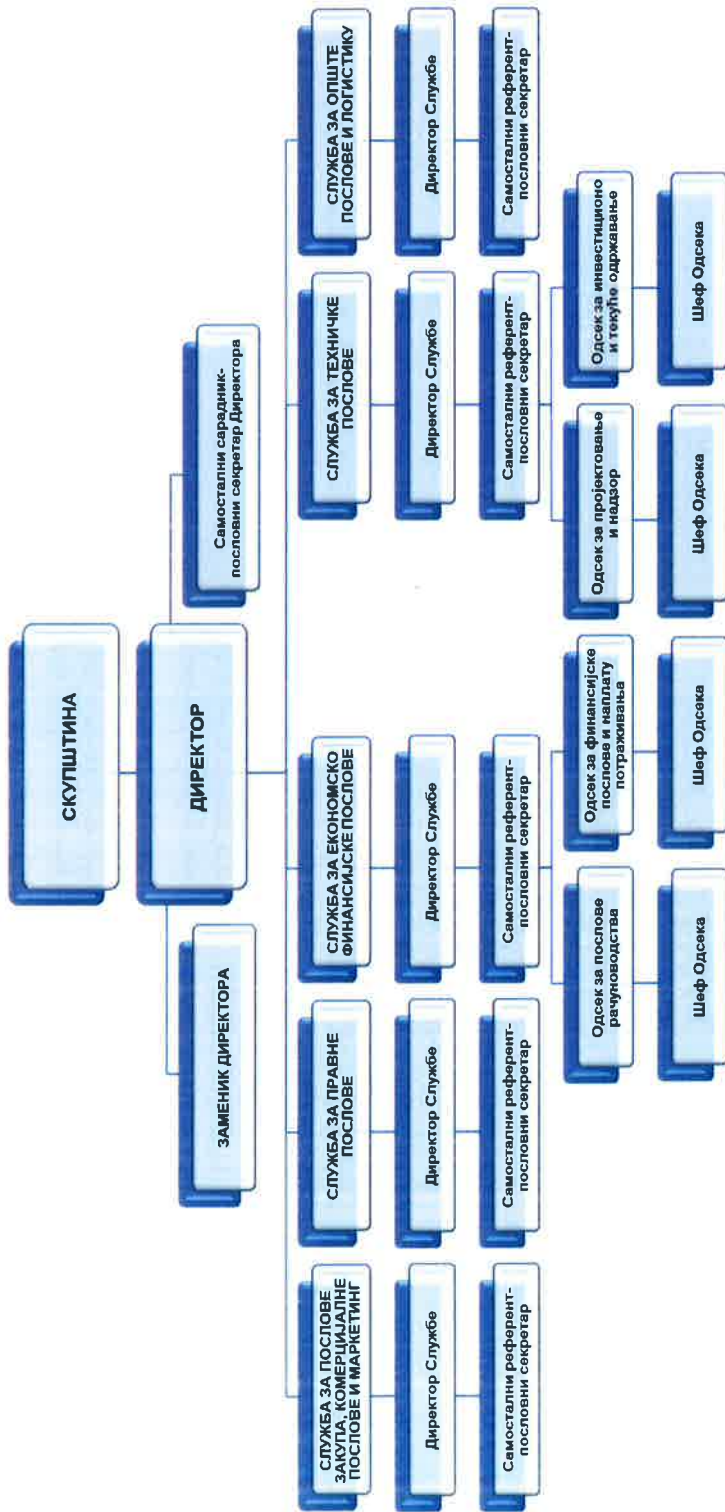 СКУПШТИНА
ДИРЕКТОР
ЗАМЕНИК ДИРЕКТОРА
Самостални сарадник-
пословни секретар Директора
СЛУЖБА ЗА ПОСЛОВЕ
ЗАКУПА, КОМЕРЦИЈАЛНЕ
ПОСЛОВЕ И МАРКЕТИНГ
Директор Службе
Самостални референт-
пословни секретар
СЛУЖБА ЗА ПРАВНЕ
ПОСЛОВЕ
Директор Службе
Самостални референт-
пословни секретар
СЛУЖБА ЗА ЕКОНОМСКО
ФИНАНСИЈСКЕ ПОСЛОВЕ
Директор Службе
Самостални референт-
пословни секретар
Одсек за послове
рачуноводства
Шеф Одсека
Одсек за финансијске
послове и наплату
потраживања
Шеф Одсека
СЛУЖБА ЗА ТЕХНИЧКЕ
ПОСЛОВЕ
Директор Службе
Самостални референт-
пословни секретар
Одсек за пројектовање
и надзор
Шеф Одсека
Одсек за инвестиционо
и текуће одржавање
Шеф Одсека
СЛУЖБА ЗА ОПШТЕ
ПОСЛОВЕ И ЛОГИСТИКУ
Директор Службе
Самостални референт-
пословни секретар